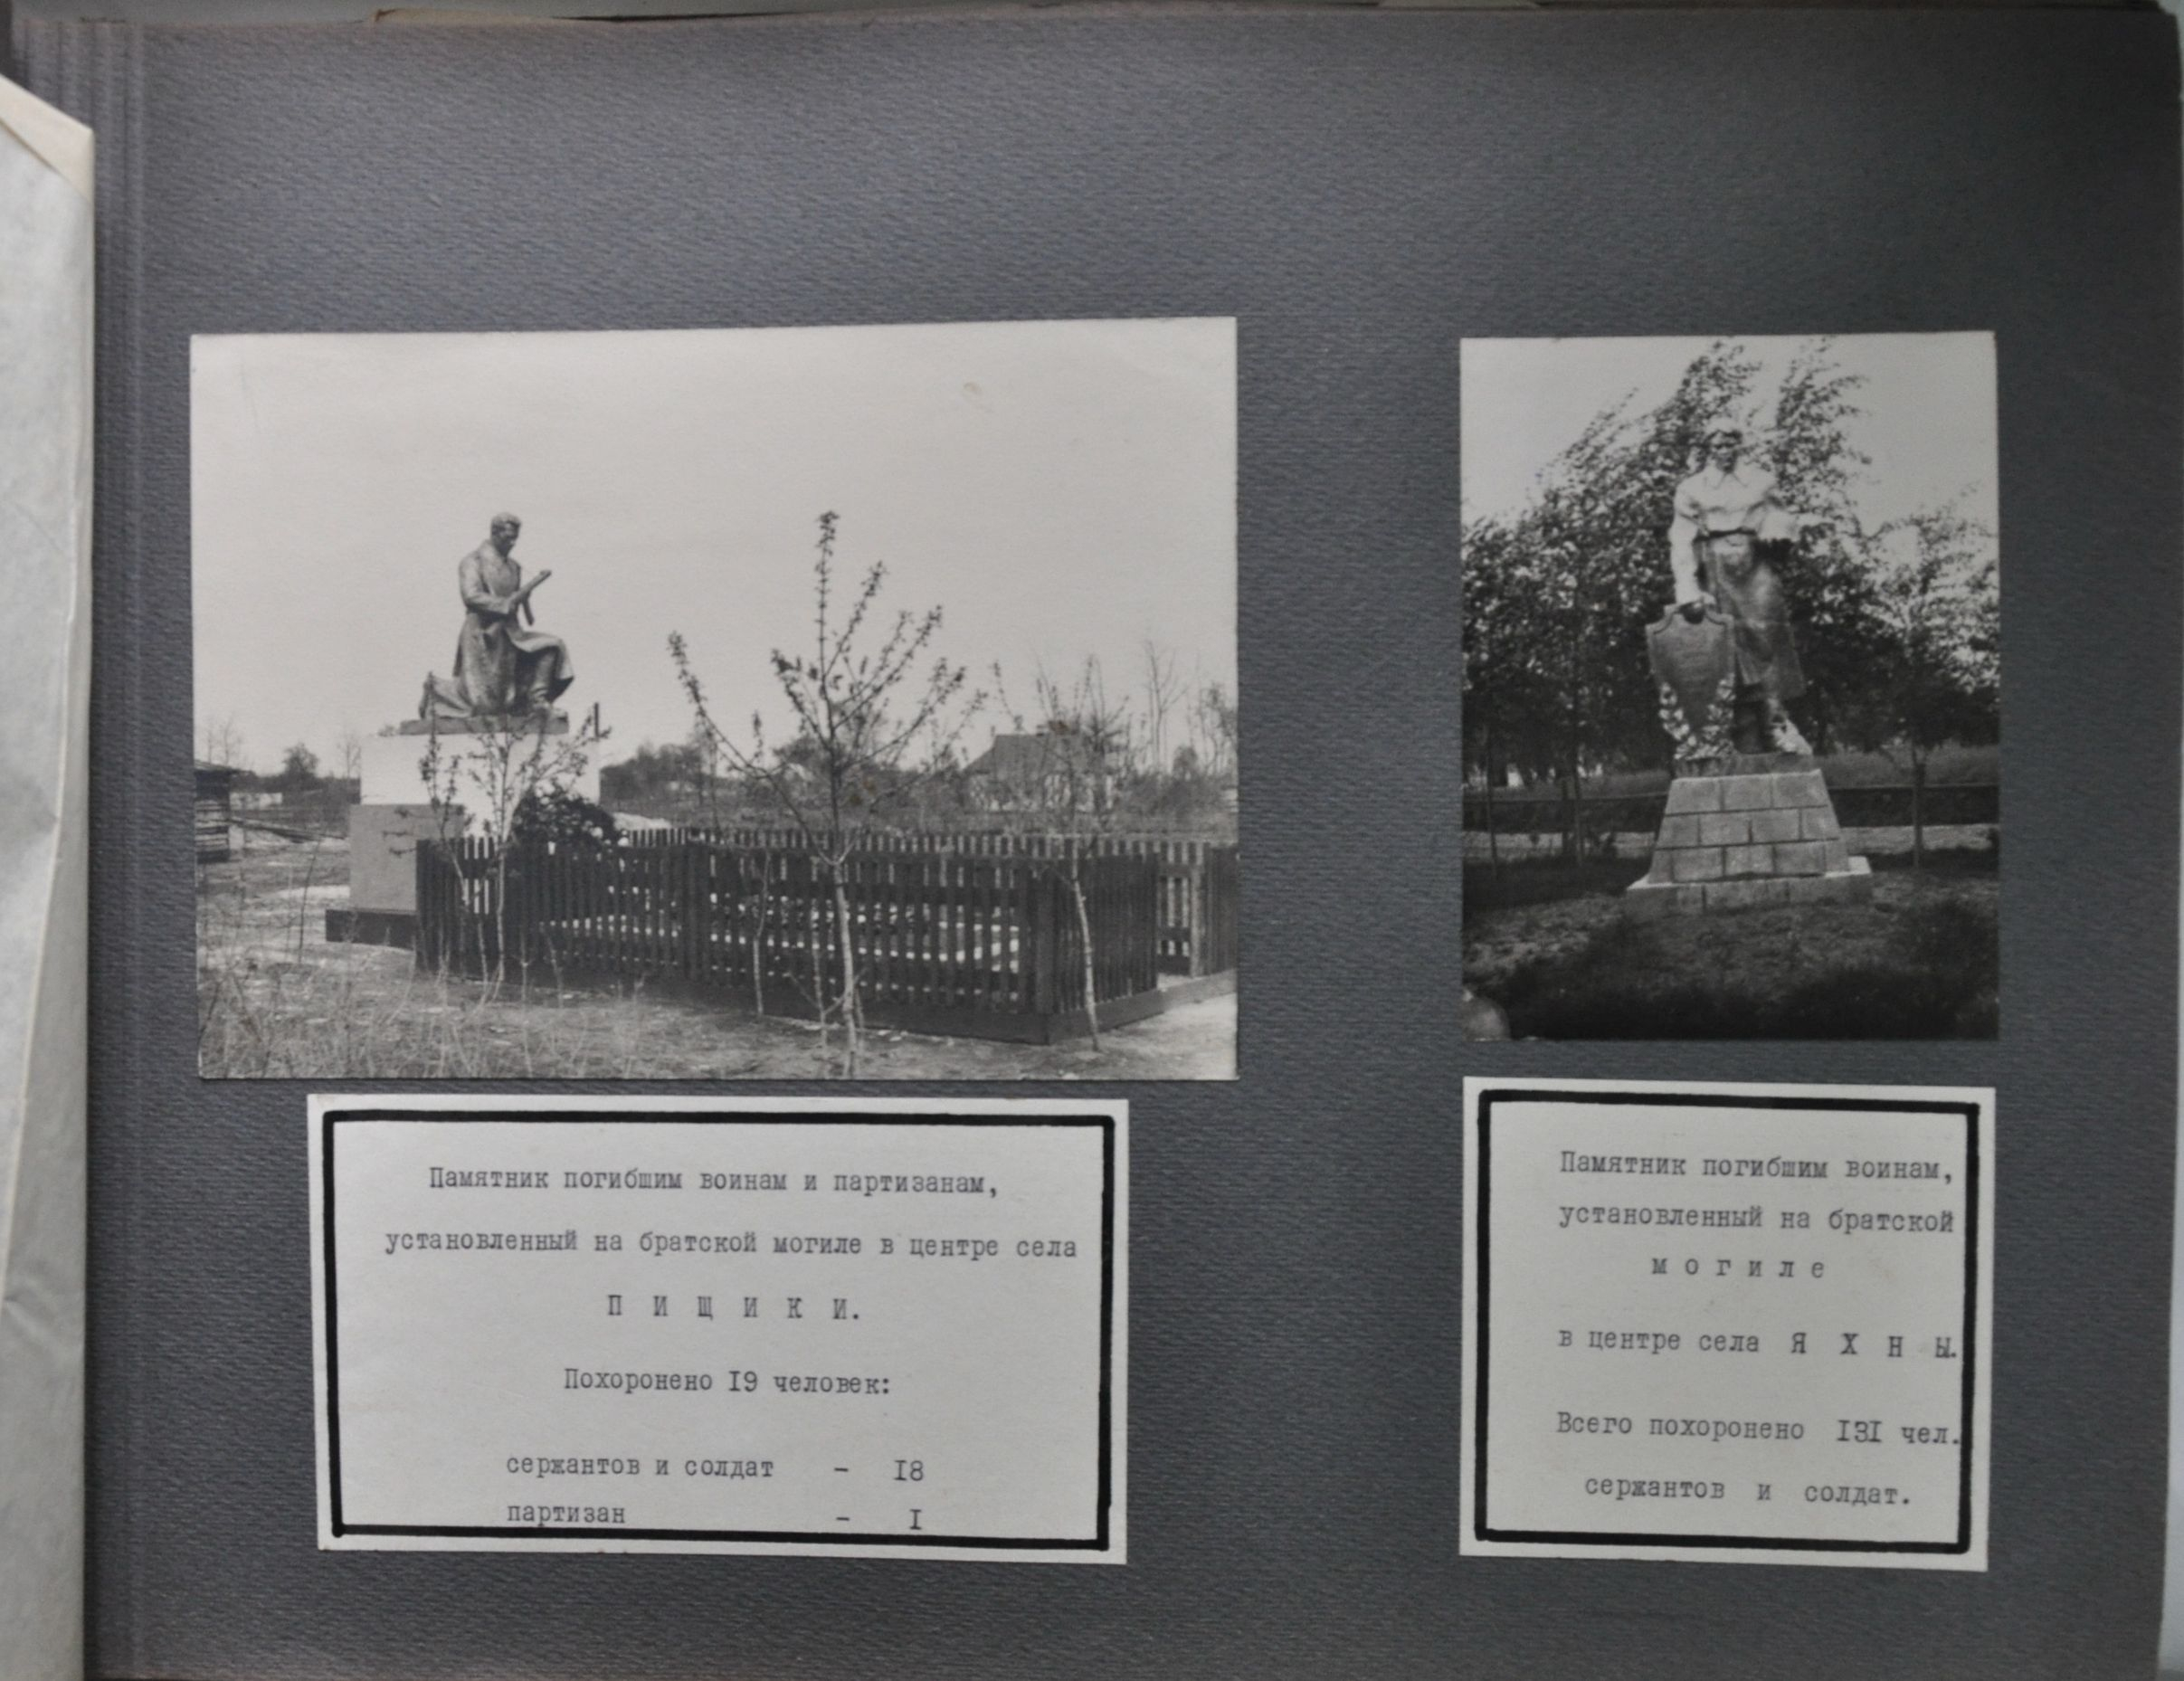 Памятник погибшим воинам и партизанам,
установленный на братской могиле в центре села
П И Щ И К И.
Похоронено I9 человек:
сержантов и солдат - I8
партизан - I
Памятник погибшим воинам,
установленный на братской
м о г и л е
в центре села Я Х Н Ы.
Всего похоронено I3I чел.
сержантов и солдат.